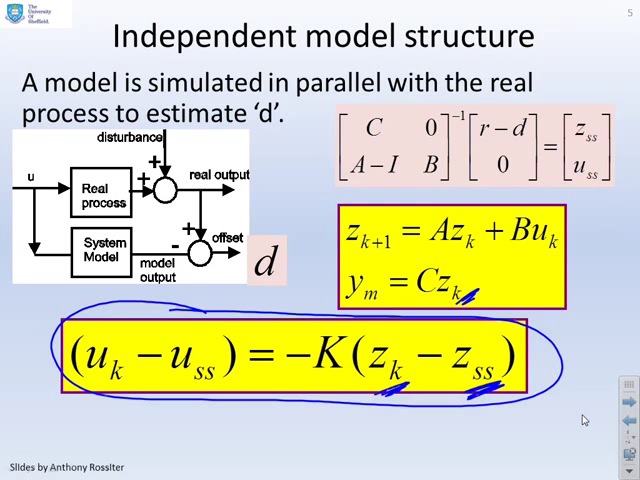 The
University
Of
Sheffield.
5
Independent model structure
A model is simulated in parallel with the real
process to estimate 'd'.
disturbance
+
+
real output
u
Real
process
+
System
Model
-
offset
model
output
d
[C 0; A − I B]⁻¹ [r − d; 0] = [z_ss; u_ss]
z_{k+1} = Az_k + Bu_k
y_m = Cz_k
(u_k − u_ss) = −K(z_k − z_ss)
Slides by Anthony Rossiter